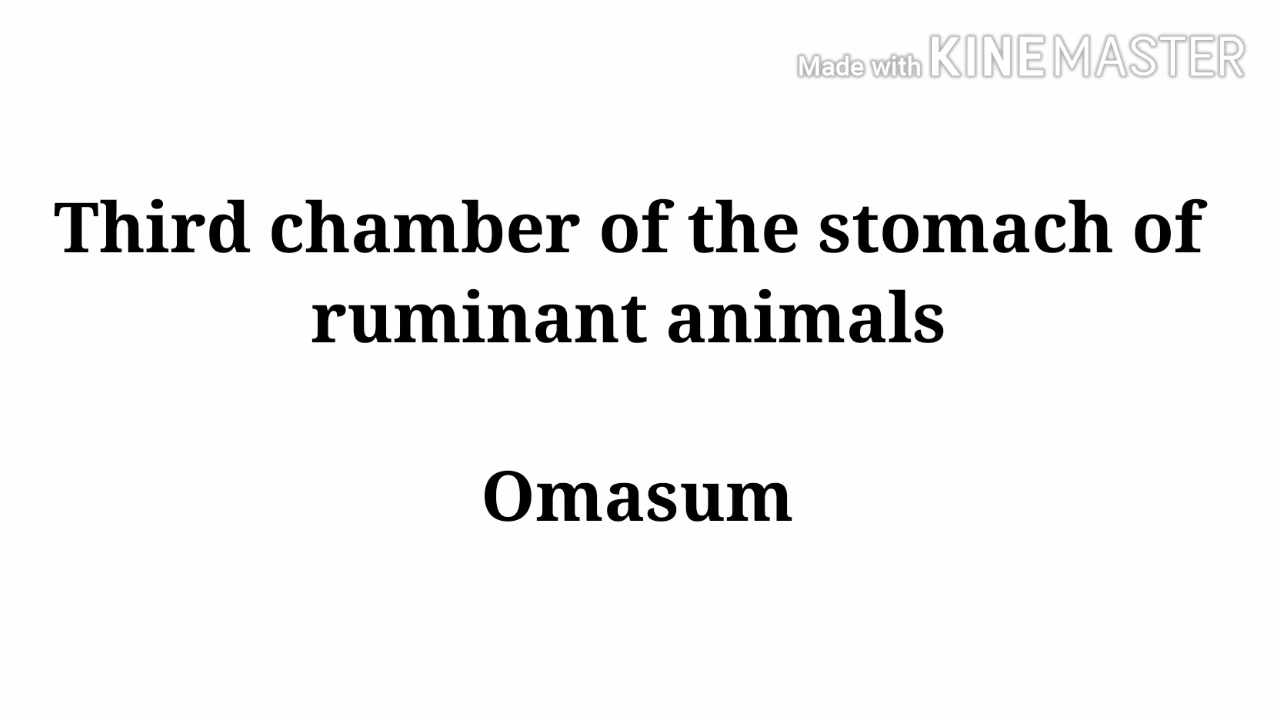 Made with KINEMASTER
Third chamber of the stomach of
ruminant animals
Omasum